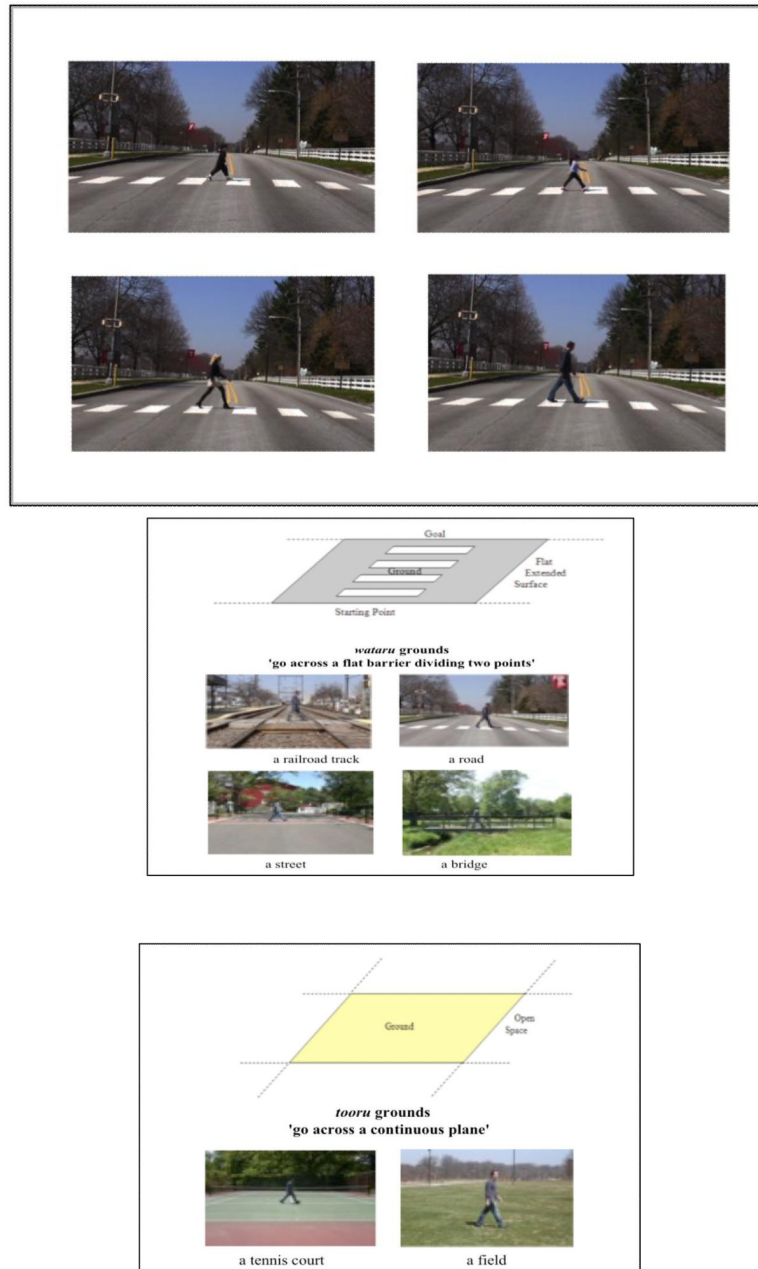 Goal
Ground
Flat
Extended
Surface
Starting Point
wataru grounds
'go across a flat barrier dividing two points'
a railroad track
a road
a street
a bridge
Ground
Open
Space
tooru grounds
'go across a continuous plane'
a tennis court
a field